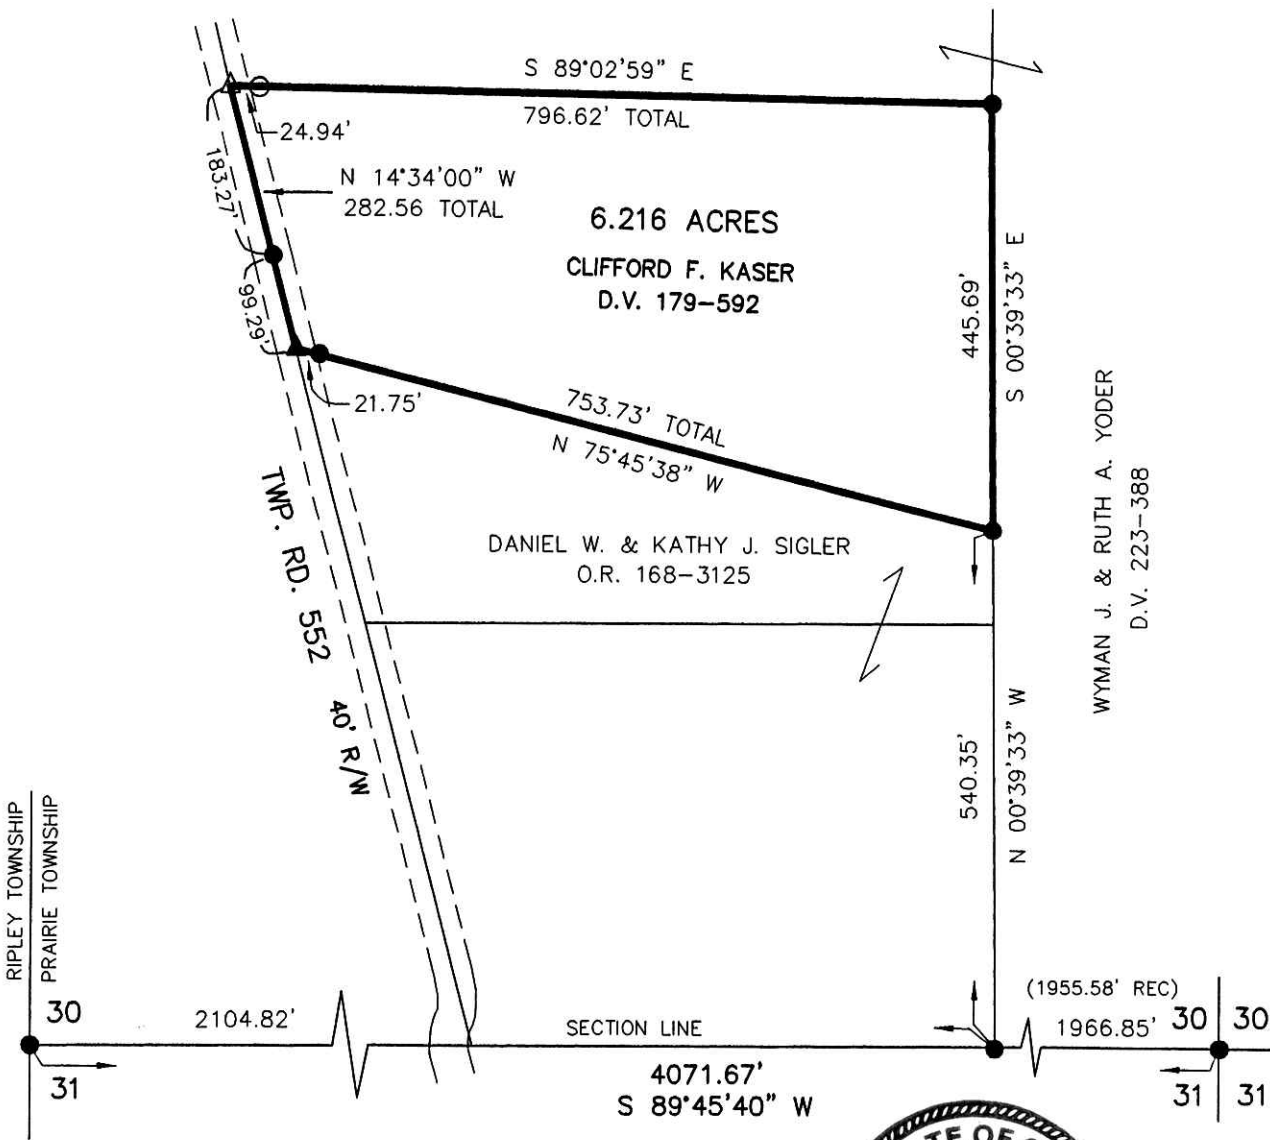 S 89°02'59" E
796.62' TOTAL
24.94'
183.27'
N 14°34'00" W
282.56 TOTAL
6.216 ACRES
CLIFFORD F. KASER
D.V. 179-592
445.69'
S 00°39'33" E
99.29'
21.75'
753.73' TOTAL
N 75°45'38" W
WYMAN J. & RUTH A. YODER
D.V. 223-388
TWP. RD. 552
40' R/W
DANIEL W. & KATHY J. SIGLER
O.R. 168-3125
540.35'
N 00°39'33" W
RIPLEY TOWNSHIP
PRAIRIE TOWNSHIP
30
31
2104.82'
SECTION LINE
(1955.58' REC)
1966.85'
30
30
31
31
4071.67'
S 89°45'40" W
TE OF